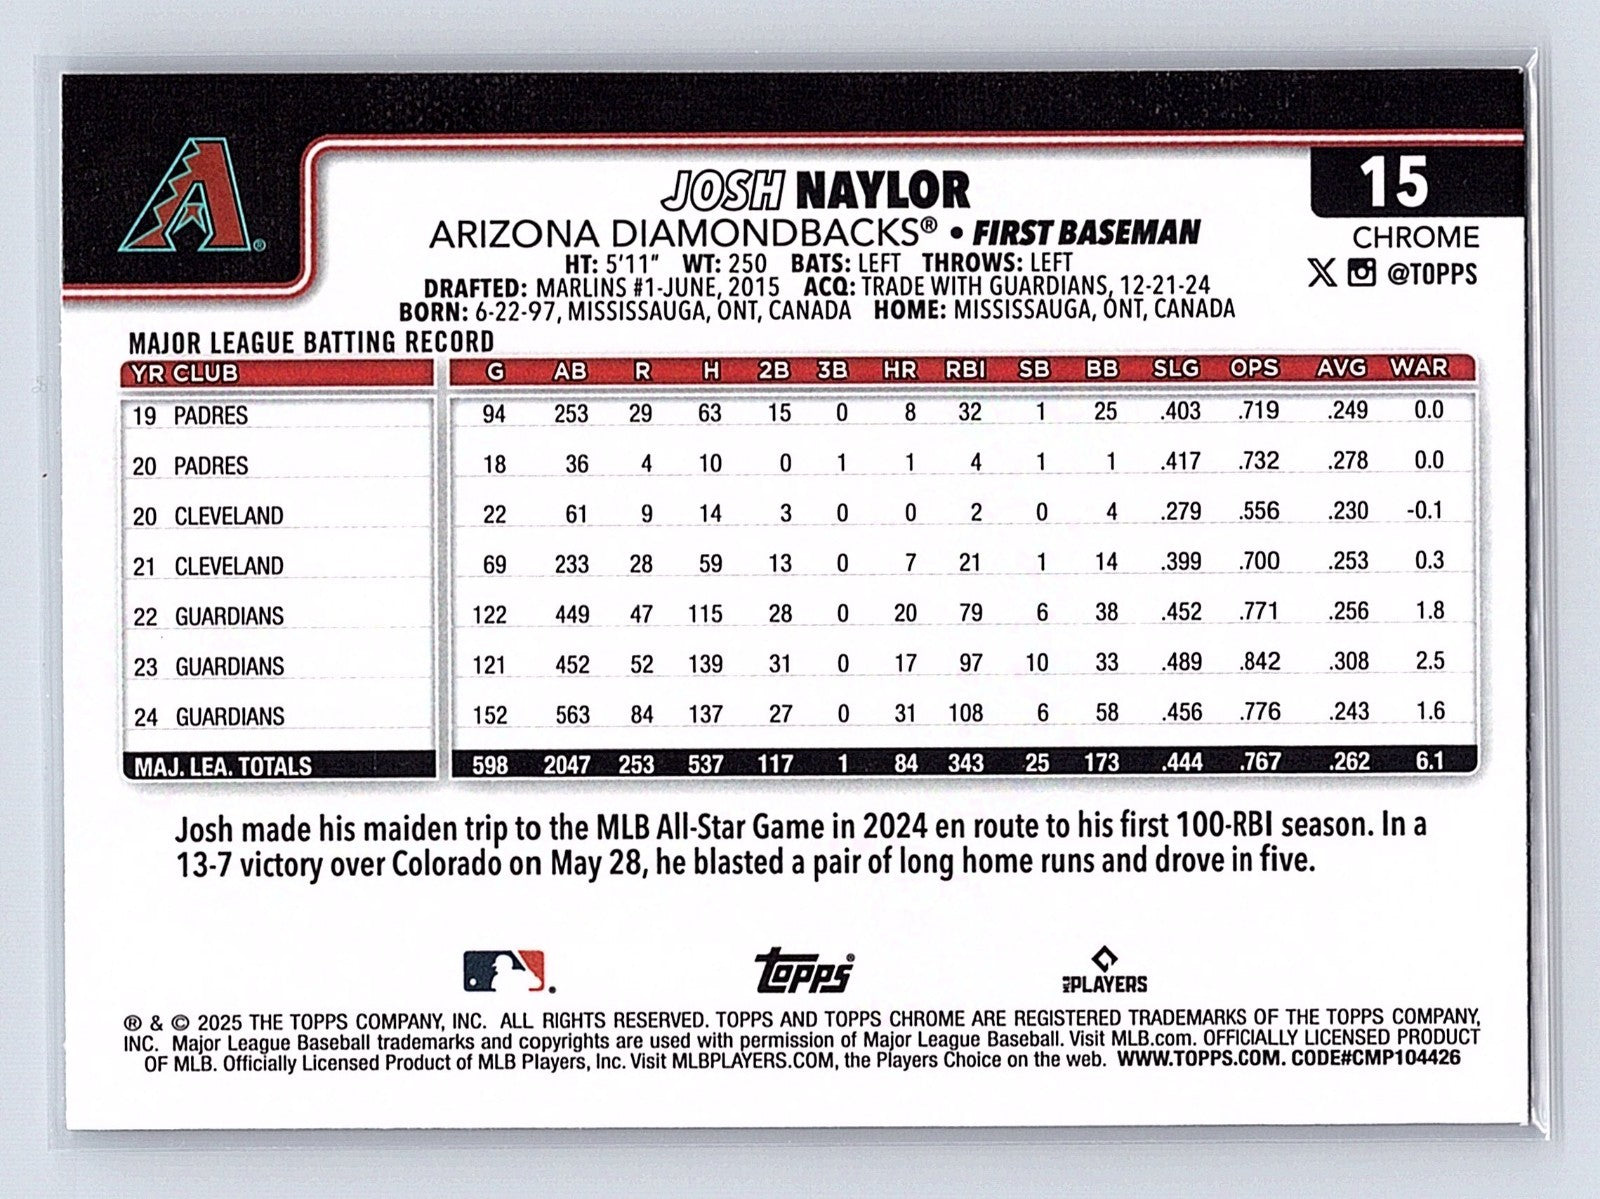 15
JOSH NAYLOR
ARIZONA DIAMONDBACKS® • FIRST BASEMAN
CHROME
HT: 5'11" WT: 250 BATS: LEFT THROWS: LEFT
X @TOPPS
DRAFTED: MARLINS #1-JUNE, 2015 ACQ: TRADE WITH GUARDIANS, 12-21-24
BORN: 6-22-97, MISSISSAUGA, ONT, CANADA HOME: MISSISSAUGA, ONT, CANADA
MAJOR LEAGUE BATTING RECORD
YR CLUB G AB R H 2B 3B HR RBI SB BB SLG OPS AVG WAR
19 PADRES 94 253 29 63 15 0 8 32 1 25 .403 .719 .249 0.0
20 PADRES 18 36 4 10 0 1 1 4 1 1 .417 .732 .278 0.0
20 CLEVELAND 22 61 9 14 3 0 0 2 0 4 .279 .556 .230 -0.1
21 CLEVELAND 69 233 28 59 13 0 7 21 1 14 .399 .700 .253 0.3
22 GUARDIANS 122 449 47 115 28 0 20 79 6 38 .452 .771 .256 1.8
23 GUARDIANS 121 452 52 139 31 0 17 97 10 33 .489 .842 .308 2.5
24 GUARDIANS 152 563 84 137 27 0 31 108 6 58 .456 .776 .243 1.6
MAJ. LEA. TOTALS 598 2047 253 537 117 1 84 343 25 173 .444 .767 .262 6.1
Josh made his maiden trip to the MLB All-Star Game in 2024 en route to his first 100-RBI season. In a
13-7 victory over Colorado on May 28, he blasted a pair of long home runs and drove in five.
Topps®
MLB PLAYERS
® & © 2025 THE TOPPS COMPANY, INC. ALL RIGHTS RESERVED. TOPPS AND TOPPS CHROME ARE REGISTERED TRADEMARKS OF THE TOPPS COMPANY,
INC. Major League Baseball trademarks and copyrights are used with permission of Major League Baseball. Visit MLB.com. OFFICIALLY LICENSED PRODUCT
OF MLB. Officially Licensed Product of MLB Players, Inc. Visit MLBPLAYERS.COM, the Players Choice on the web. WWW.TOPPS.COM. CODE#CMP104426